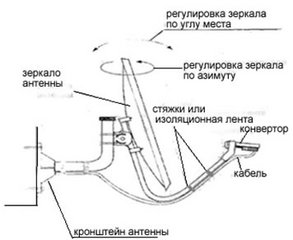 регулировка зеркала
по углу места
зеркало
антенны
регулировка зеркала
по азимуту
стяжки или
изоляционная лента
конвертор
кабель
кронштейн антенны